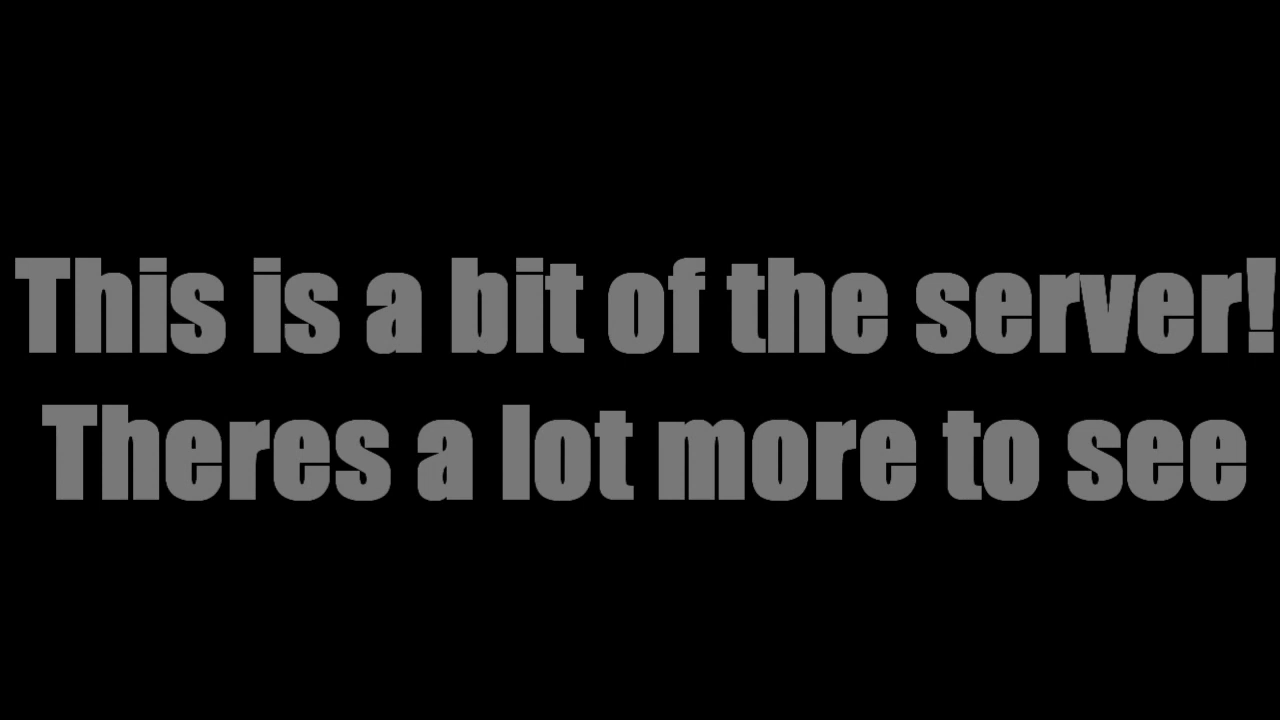 This is a bit of the server!
Theres a lot more to see